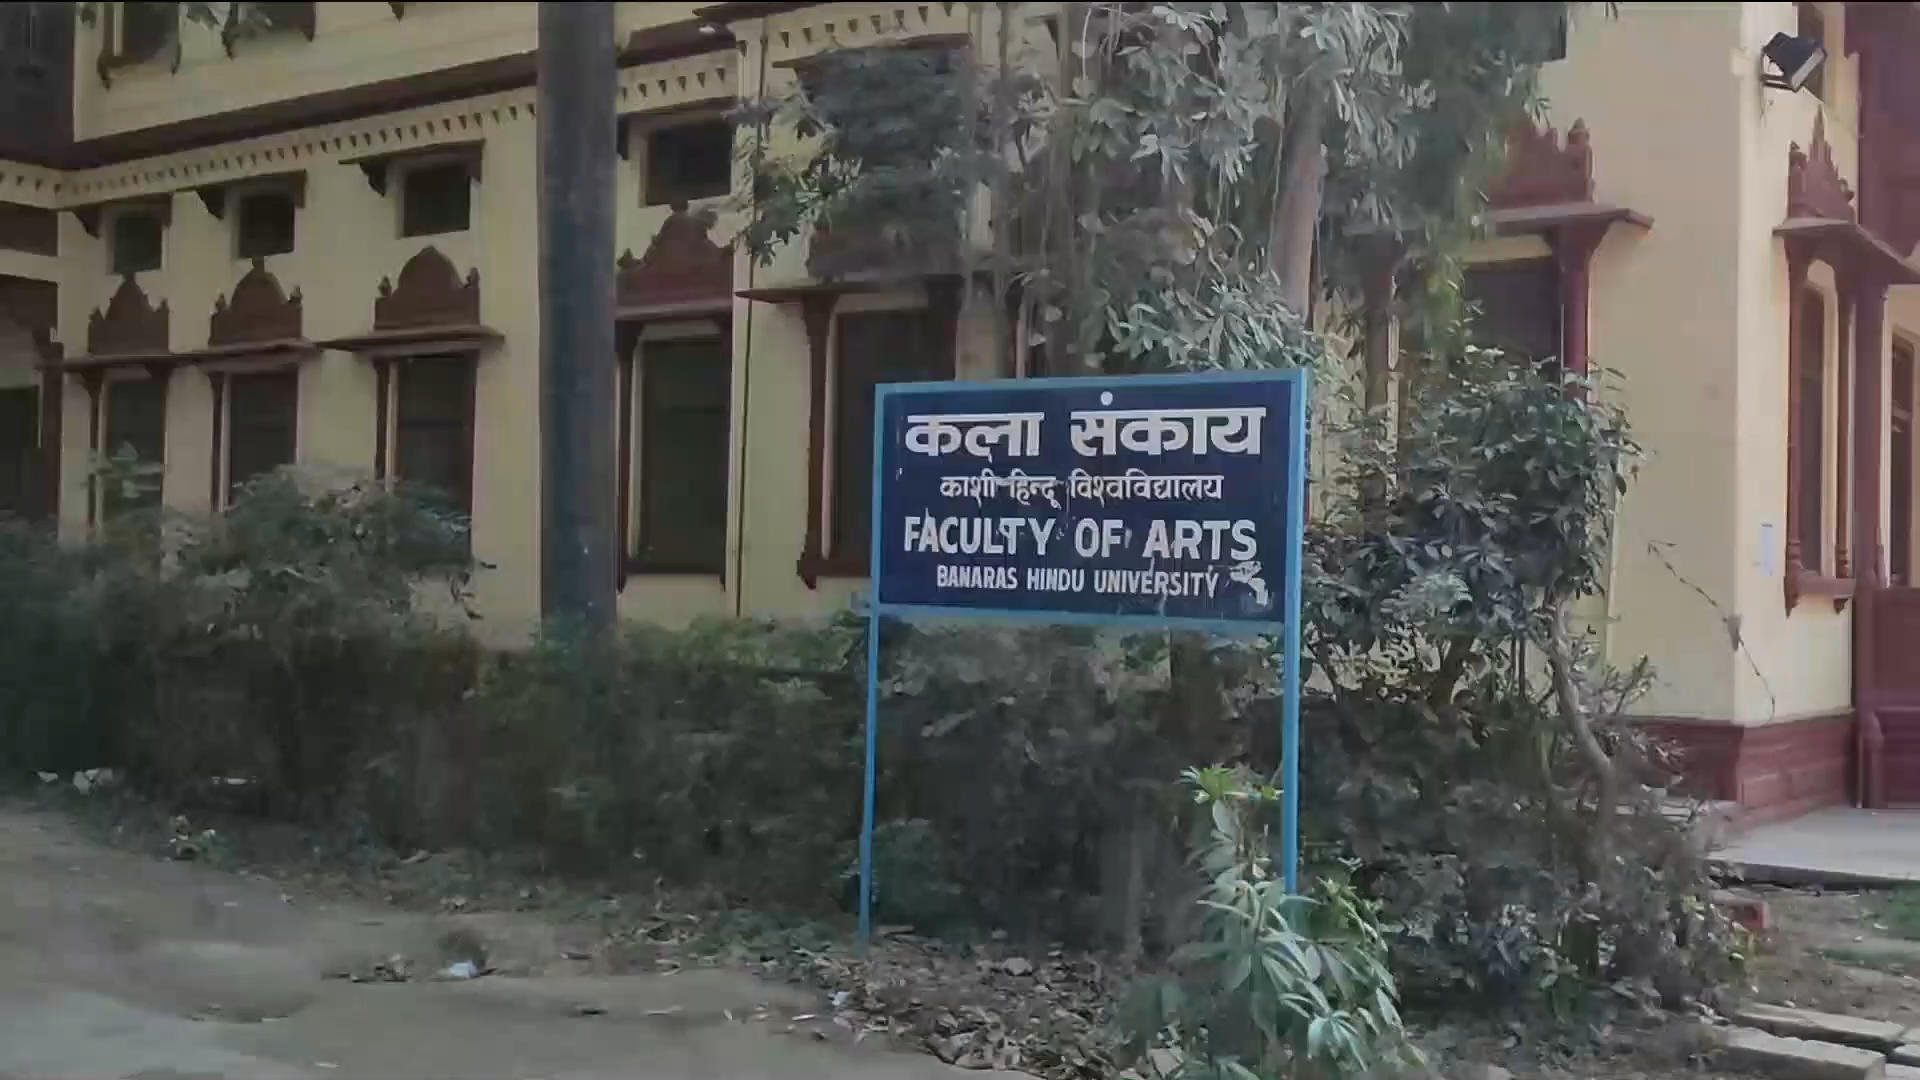 कला संकाय
काशी हिन्दू विश्वविद्यालय
FACULTY OF ARTS
BANARAS HINDU UNIVERSITY